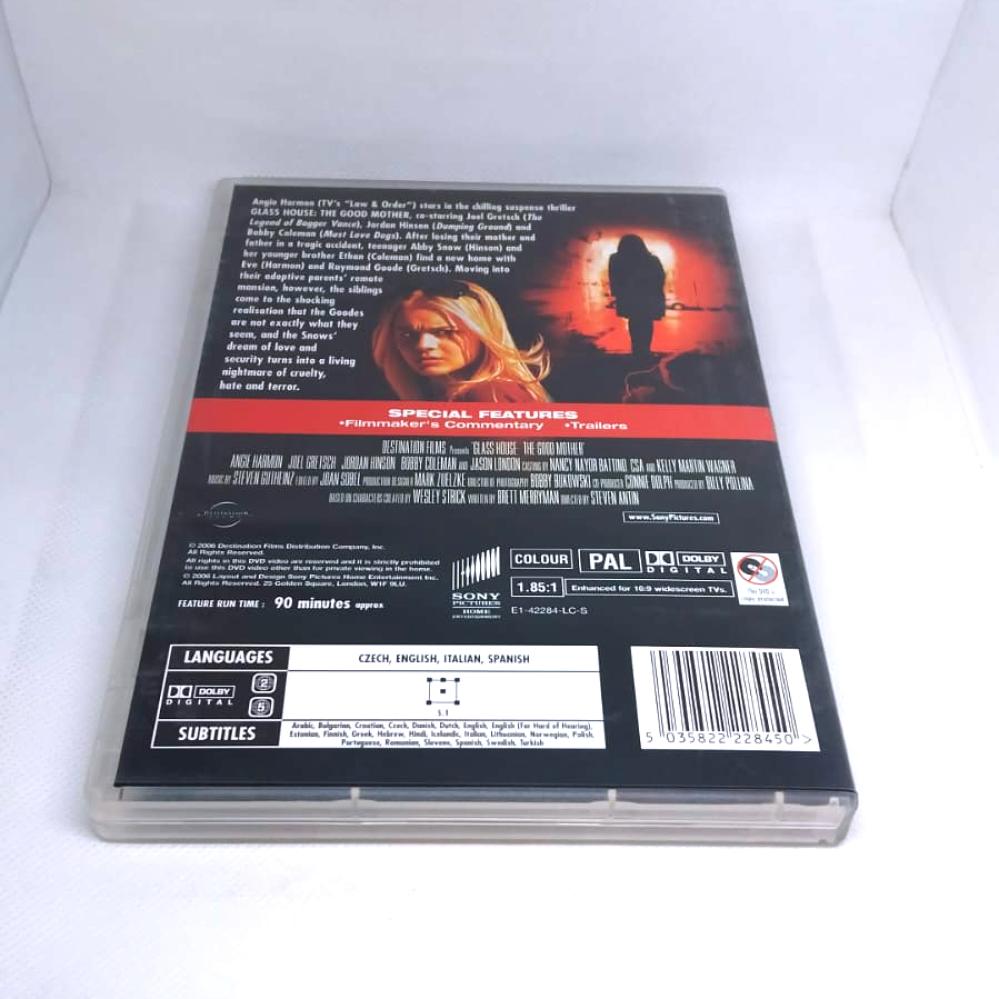 Angie Harmon (TV's "Law & Order") stars in the chilling suspense thriller
GLASS HOUSE: THE GOOD MOTHER, co-starring Joel Gretsch (The
Legend of Bagger Vance), Jordan Hinson (Dumping Ground) and
Bobby Coleman (Must Love Dogs). After losing their mother and
father in a tragic accident, teenager Abby Snow (Hinson) and
her younger brother Ethan (Coleman) find a new home with
Eve (Harmon) and Raymond Goode (Gretsch). Moving into
their adoptive parents' remote
mansion, however, the siblings
come to the shocking
realisation that the Goodes
are not exactly what they
seem, and the Snows'
dream of love and
security turns into a living
nightmare of cruelty,
hate and terror.
SPECIAL FEATURES
•Filmmaker's Commentary •Trailers
DESTINATION FILMS Presents "GLASS HOUSE: THE GOOD MOTHER"
ANGIE HARMON JOEL GRETSCH JORDAN HINSON BOBBY COLEMAN AND JASON LONDON CASTING BY NANCY NAYOR BATTINO, CSA AND KELLY MARTIN WAGNER
MUSIC BY STEVEN GUTHEINZ EDITED BY JOAN SOBEL PRODUCTION DESIGNER MARK ZUELZKE DIRECTOR OF PHOTOGRAPHY BOBBY BUKOWSKI CO-PRODUCER CONNIE DOLPH PRODUCED BY BILLY POLLINA
BASED ON CHARACTERS CREATED BY WESLEY STRICK WRITTEN BY BRETT MERRYMAN DIRECTED BY STEVEN ANTIN
DESTINATION
www.SonyPictures.com
© 2006 Destination Films Distribution Company, Inc.
All Rights Reserved.
All rights in this DVD video are reserved and it is strictly prohibited
to use this DVD video other than for private viewing in the home.
© 2006 Layout and Design Sony Pictures Home Entertainment Inc.
All Rights Reserved. 25 Golden Square, London, W1F 9LU.
FEATURE RUN TIME: 90 minutes approx
SONY
PICTURES
HOME
ENTERTAINMENT
COLOUR PAL DOLBY
DIGITAL
1.85:1 Enhanced for 16:9 widescreen TVs.
E1-42284-LC-S
This DVD is
copy protected
LANGUAGES CZECH, ENGLISH, ITALIAN, SPANISH
DOLBY
DIGITAL
2
5
5.1
SUBTITLES
Arabic, Bulgarian, Croatian, Czech, Danish, Dutch, English, English (For Hard of Hearing),
Estonian, Finnish, Greek, Hebrew, Hindi, Icelandic, Italian, Lithuanian, Norwegian, Polish,
Portuguese, Romanian, Slovene, Spanish, Swedish, Turkish
5 035822 228450 >